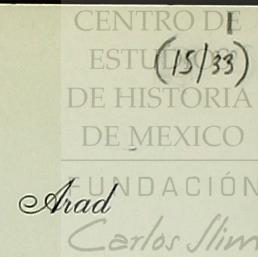 CENTRO DE
I
ESTUDIOS
(15/33)
DE HISTORIA
DE MEXICO
FUNDACIÓN
Arad
Carlos Slim